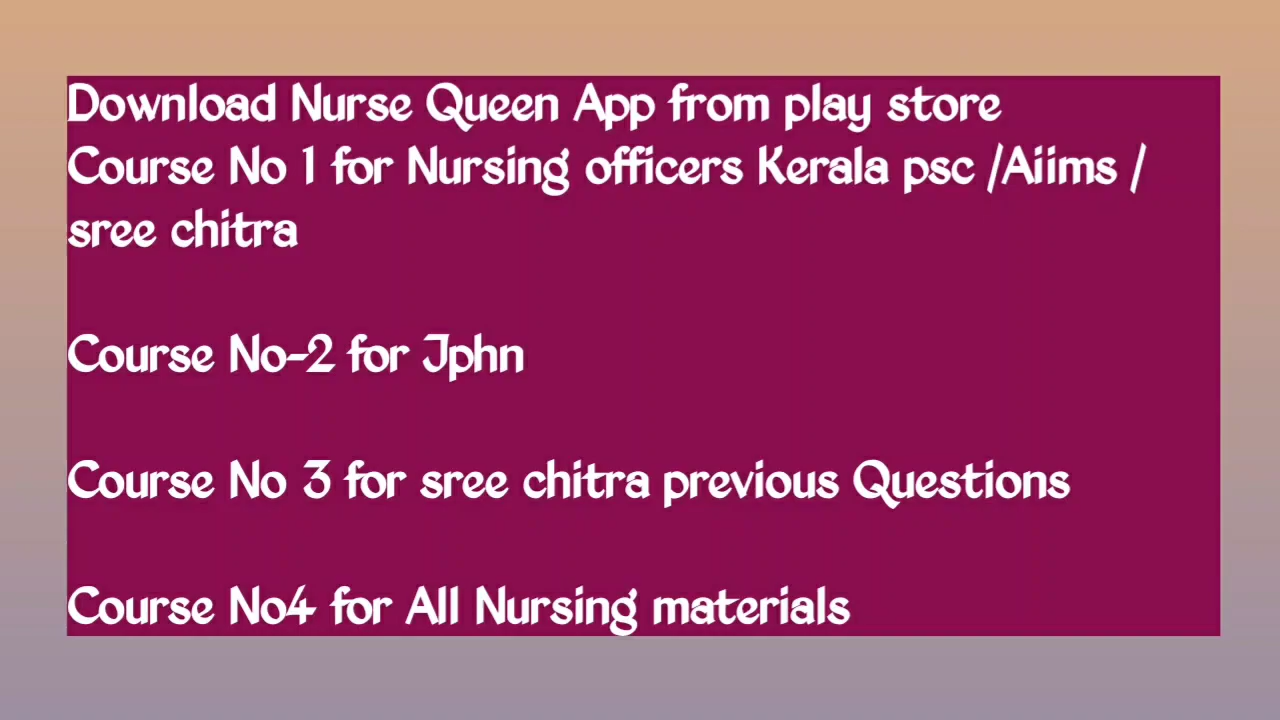 Download Nurse Queen App from play store
Course No 1 for Nursing officers Kerala psc /Aiims /
sree chitra
Course No-2 for Jphn
Course No 3 for sree chitra previous Questions
Course No4 for All Nursing materials